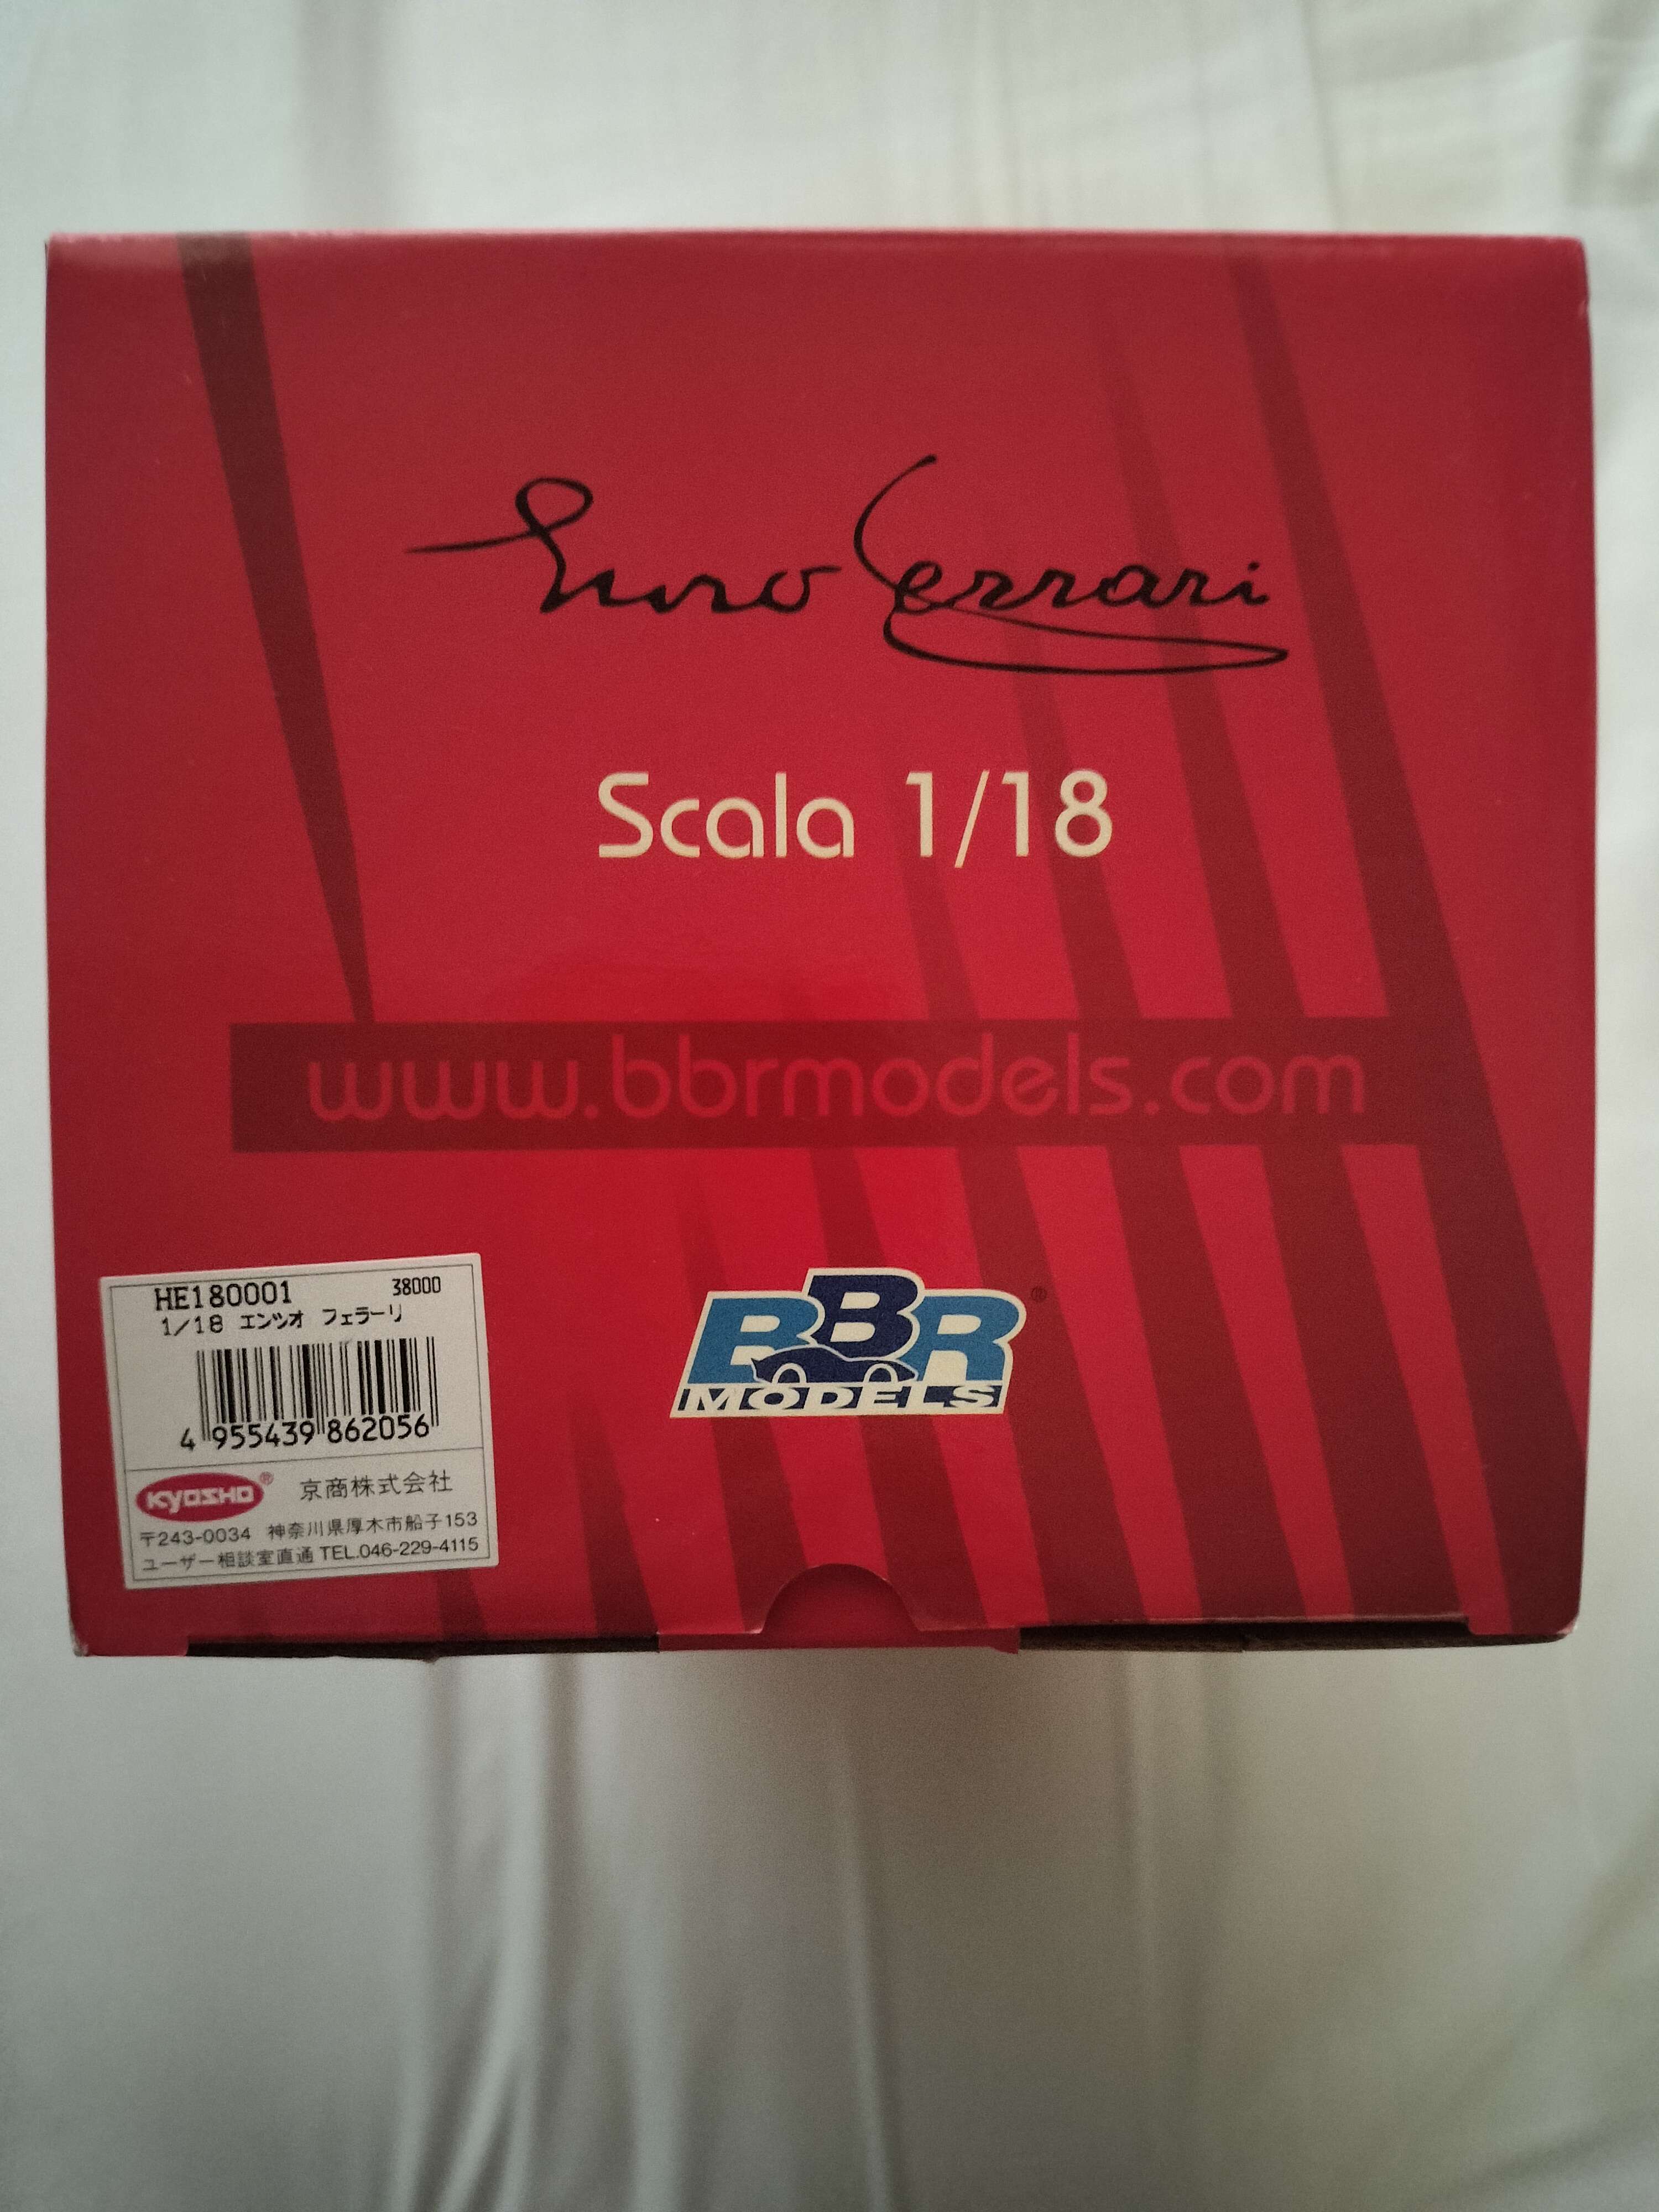 Enzo Ferrari
Scala 1/18
www.bbrmodels.com
HE180001 38000
1/18 エンツオ フェラーリ
4 955439 862056
KYOSHO® 京商株式会社
〒243-0034 神奈川県厚木市船子153
ユーザー相談室直通 TEL.046-229-4115
BBR®
MODELS